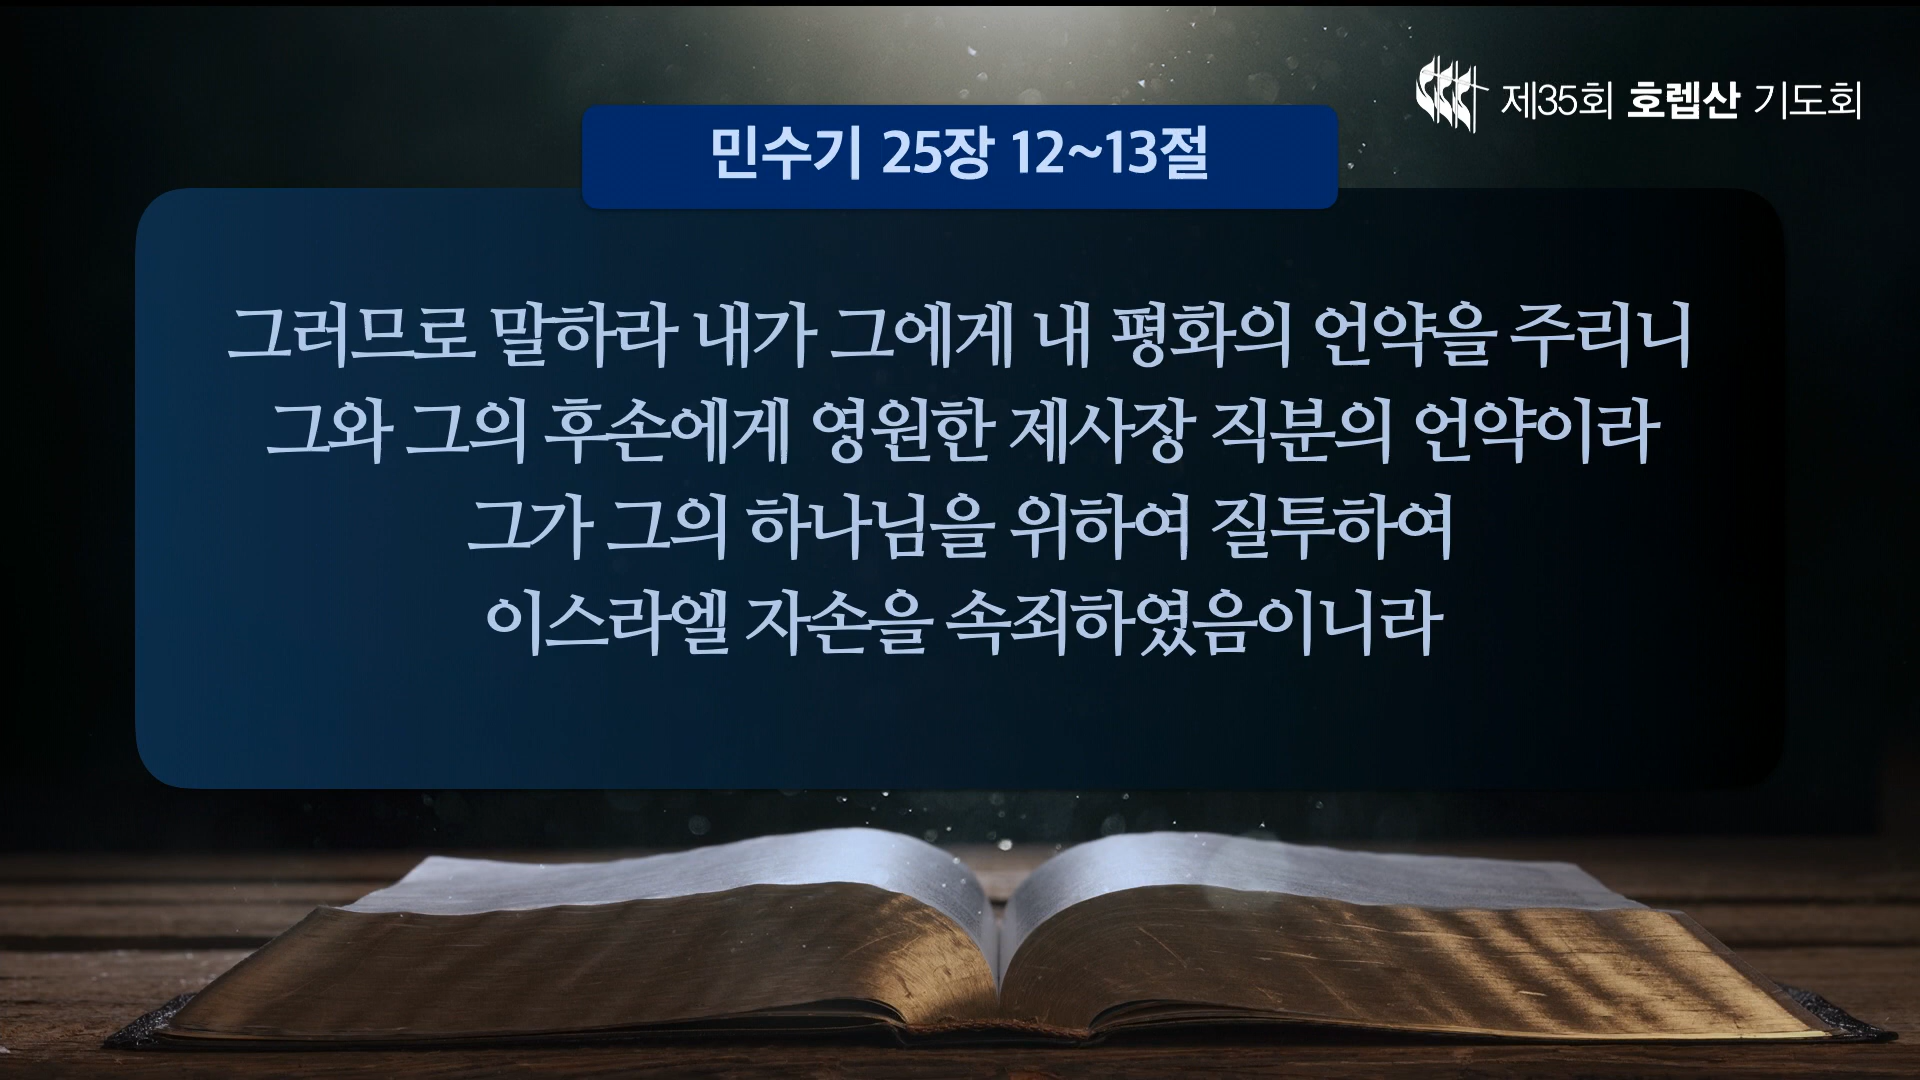 제35회 호렙산 기도회
민수기 25장 12~13절
그러므로 말하라 내가 그에게 내 평화의 언약을 주리니
그와 그의 후손에게 영원한 제사장 직분의 언약이라
그가 그의 하나님을 위하여 질투하여
이스라엘 자손을 속죄하였음이니라